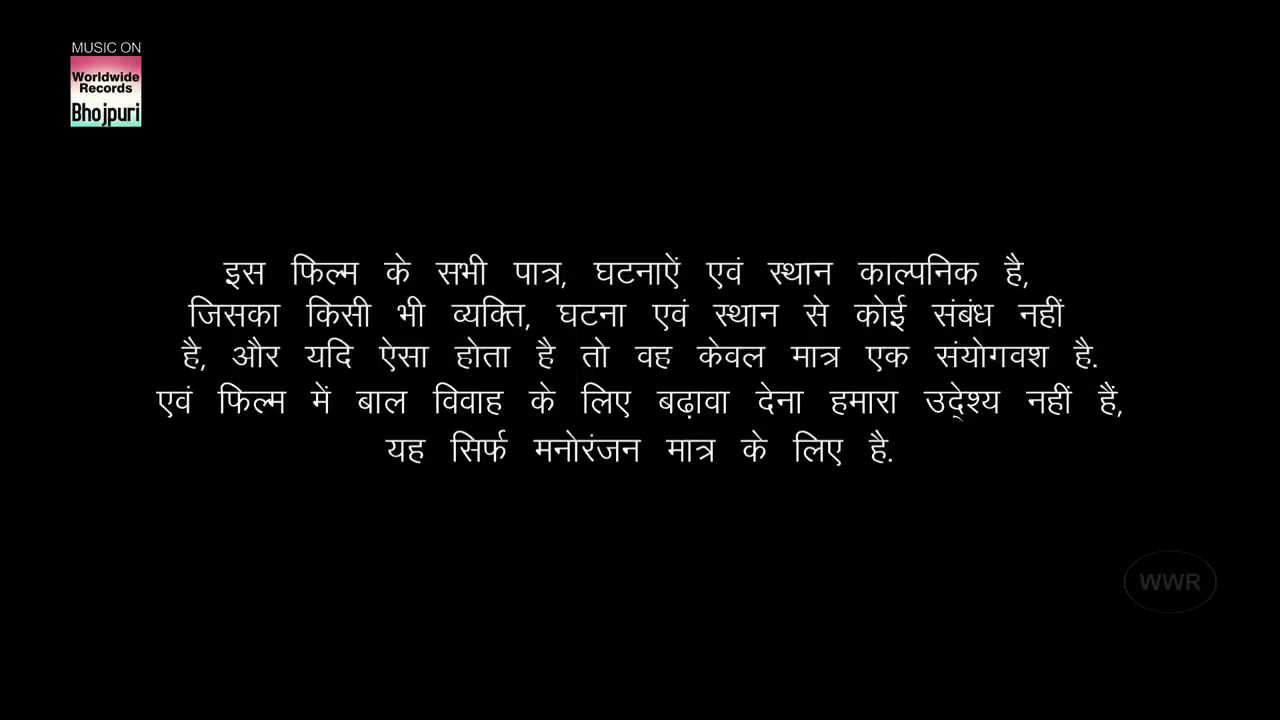 MUSIC ON
Worldwide
Records
Bhojpuri
इस फिल्म के सभी पात्र, घटनाऐं एवं स्थान काल्पनिक है,
जिसका किसी भी व्यक्ति, घटना एवं स्थान से कोई संबंध नहीं
है, और यदि ऐसा होता है तो वह केवल मात्र एक संयोगवश है.
एवं फिल्म में बाल विवाह के लिए बढ़ावा देना हमारा उद्देश्य नहीं हैं,
यह सिर्फ मनोरंजन मात्र के लिए है.
WWR